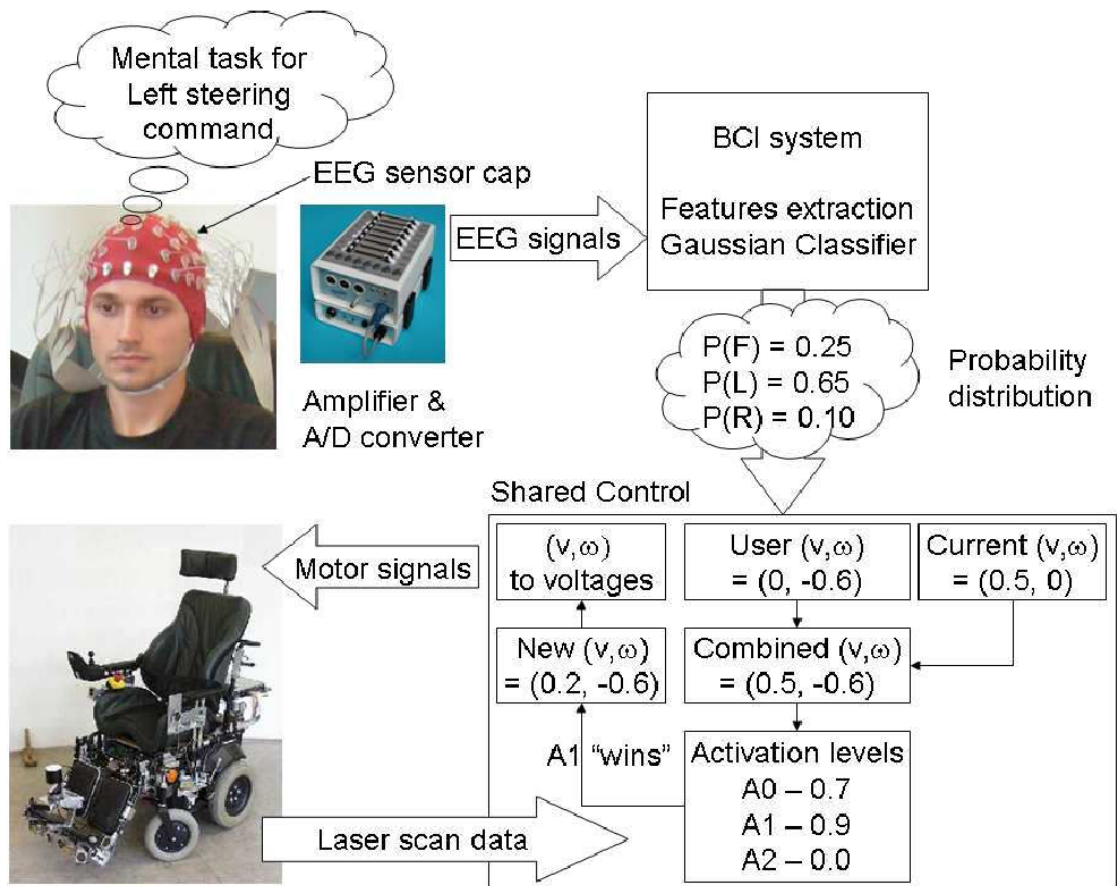 Mental task for
Left steering
command
EEG sensor cap
EEG signals
BCI system
Features extraction
Gaussian Classifier
Amplifier &
A/D converter
P(F) = 0.25
P(L) = 0.65
P(R) = 0.10
Probability
distribution
Shared Control
Motor signals
(v,ω)
to voltages
User (v,ω)
= (0, -0.6)
Current (v,ω)
= (0.5, 0)
New (v,ω)
= (0.2, -0.6)
Combined (v,ω)
= (0.5, -0.6)
A1 "wins"
Activation levels
A0 – 0.7
A1 – 0.9
A2 – 0.0
Laser scan data